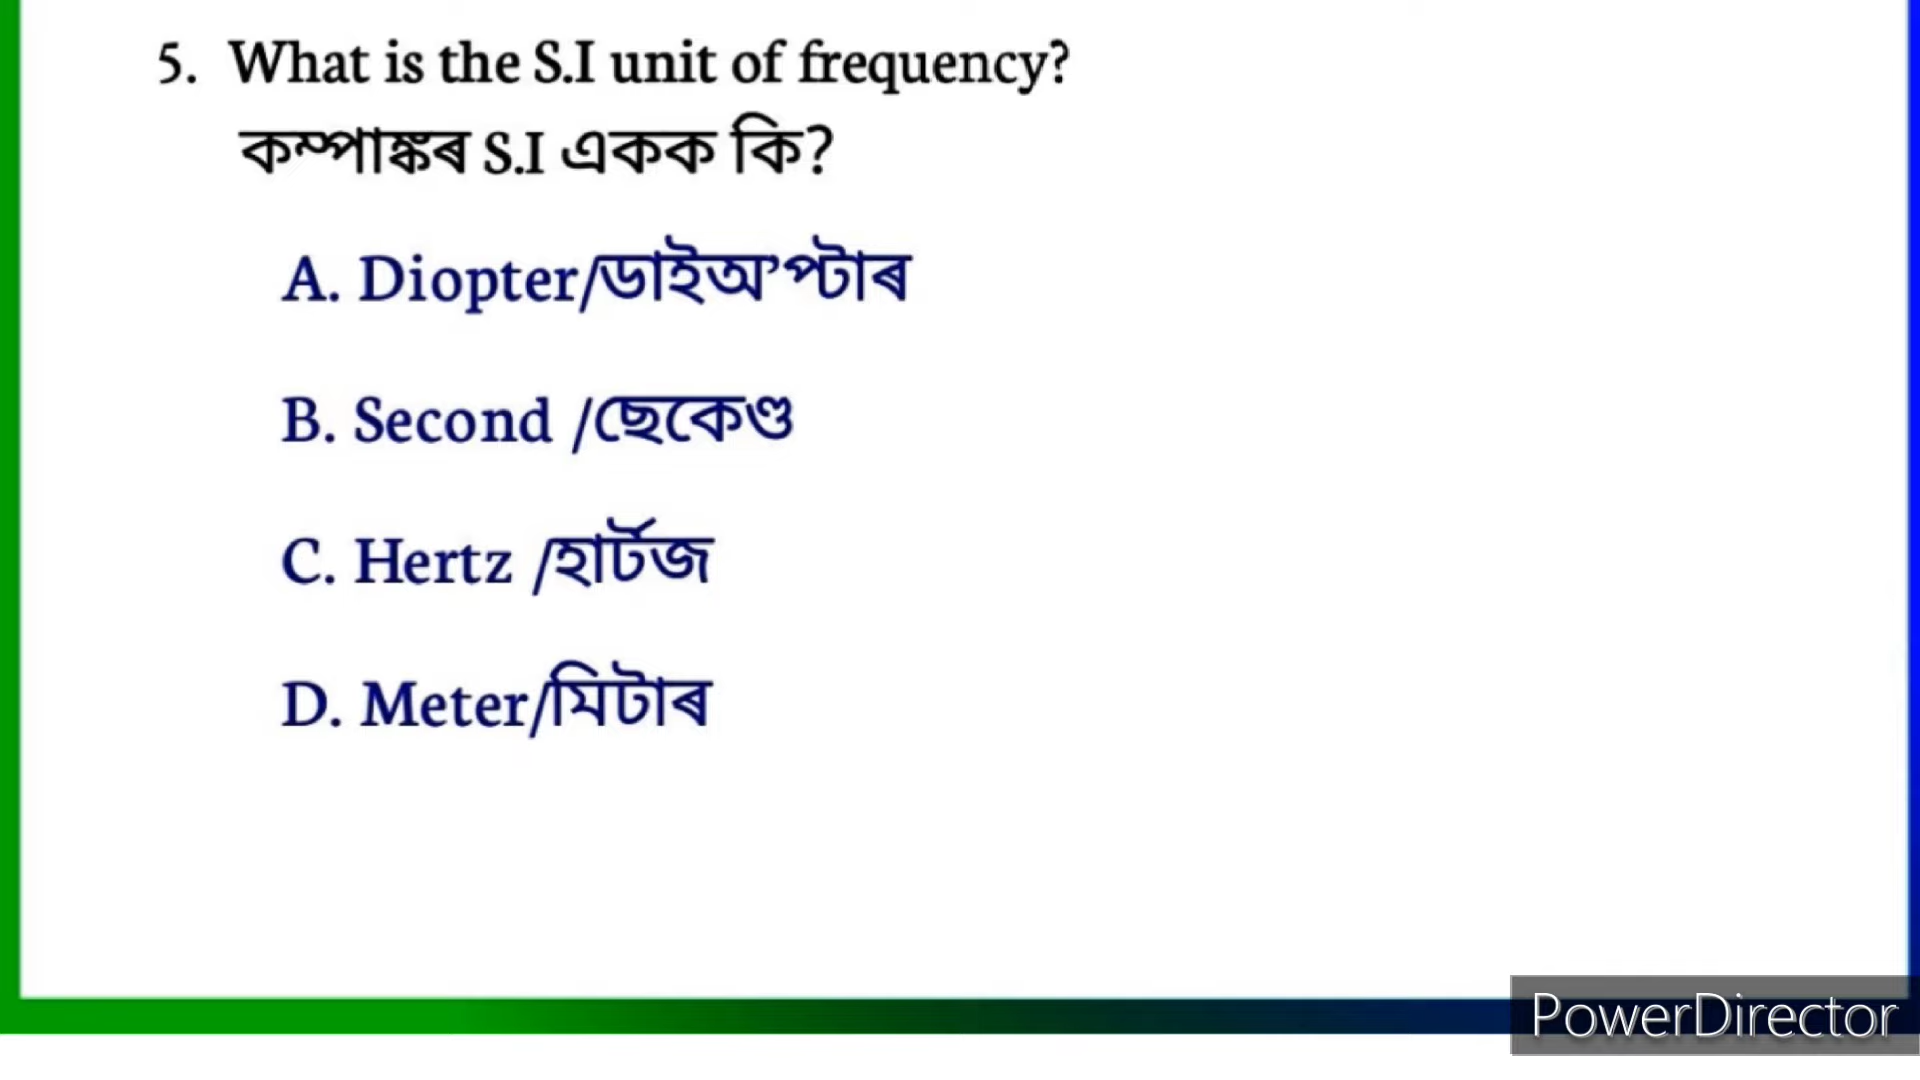 5. What is the S.I unit of frequency?
কম্পাঙ্কৰ S.I একক কি?
A. Diopter/ডাইঅ’প্টাৰ
B. Second /ছেকেণ্ড
C. Hertz /হাৰ্টজ
D. Meter/মিটাৰ
PowerDirector